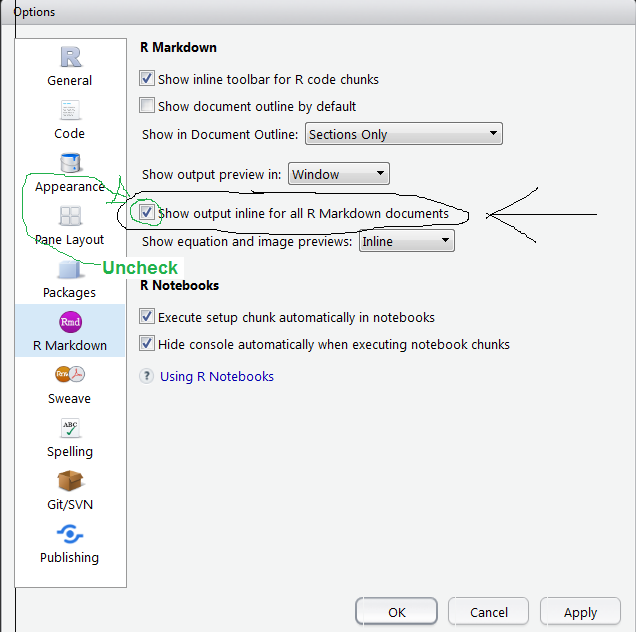 Options
R Markdown
General
Show inline toolbar for R code chunks
Show document outline by default
Code
Show in Document Outline: Sections Only
Appearance
Show output preview in: Window
Show output inline for all R Markdown documents
Pane Layout
Show equation and image previews: Inline
Uncheck
R Notebooks
Packages
Execute setup chunk automatically in notebooks
Rmd
R Markdown
Hide console automatically when executing notebook chunks
? Using R Notebooks
Rnw
Sweave
ABC
Spelling
Git/SVN
Publishing
OK
Cancel
Apply